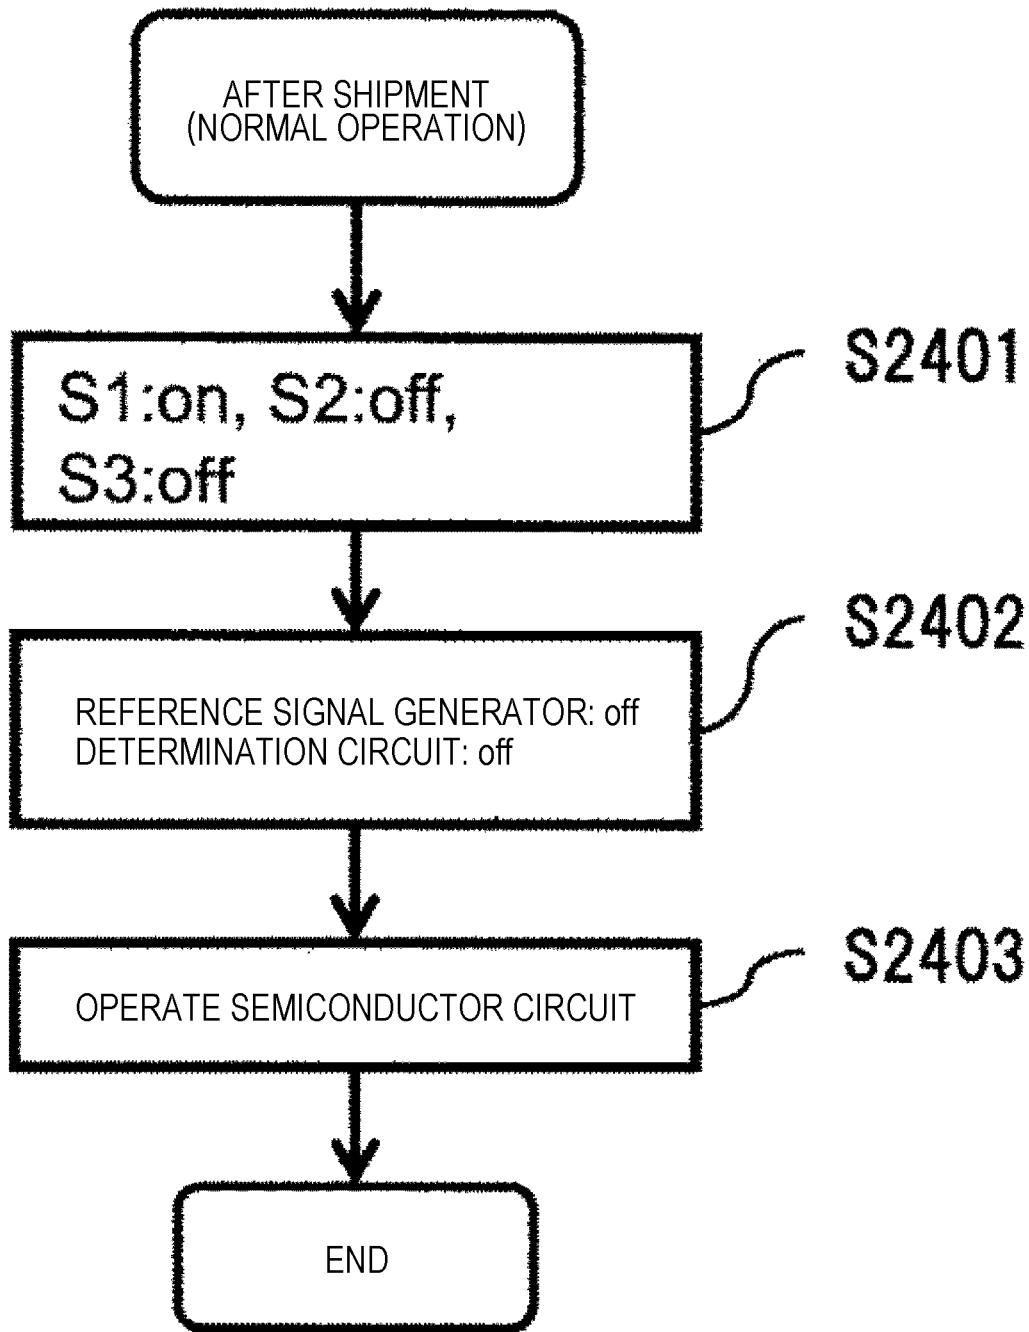 AFTER SHIPMENT
(NORMAL OPERATION)
S1:on, S2:off,
S3:off
S2401
REFERENCE SIGNAL GENERATOR: off
DETERMINATION CIRCUIT: off
S2402
OPERATE SEMICONDUCTOR CIRCUIT
S2403
END